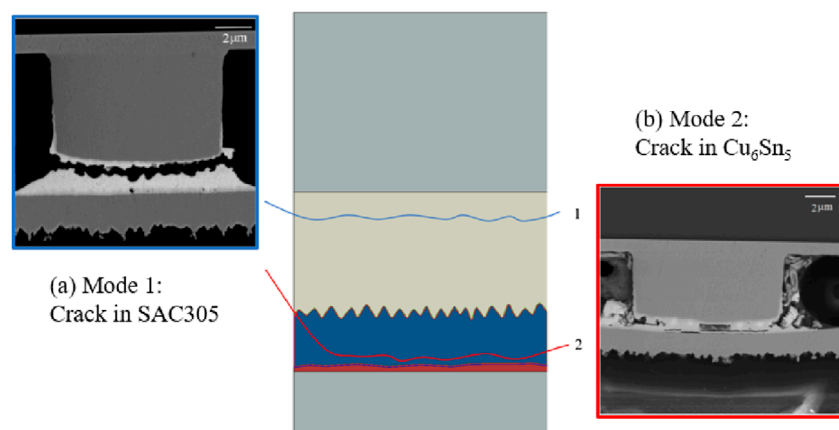 2μm
(b) Mode 2:
Crack in Cu₆Sn₅
1
2μm
(a) Mode 1:
Crack in SAC305
2